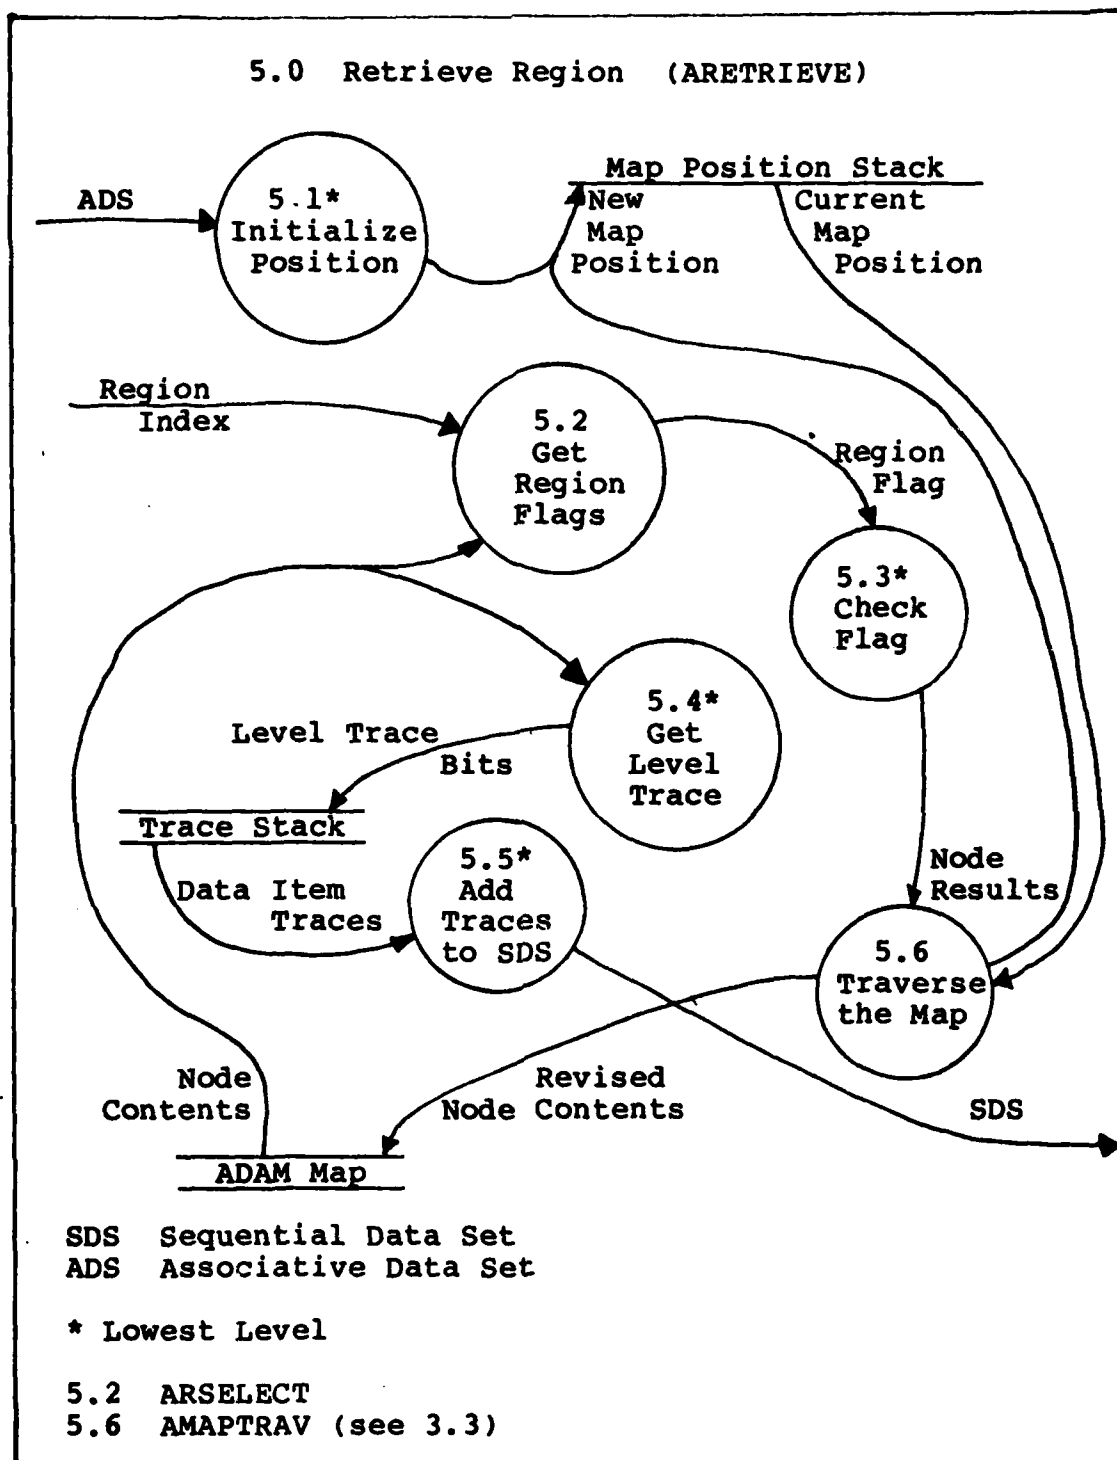 5.0 Retrieve Region (ARETRIEVE)
ADS
5.1*
Initialize
Position
Map Position Stack
New
Map
Position
Current
Map
Position
Region
Index
5.2
Get
Region
Flags
Region
Flag
5.3*
Check
Flag
5.4*
Get
Level
Trace
Level Trace
Bits
Trace Stack
Data Item
Traces
5.5*
Add
Traces
to SDS
Node
Results
5.6
Traverse
the Map
Node
Contents
Revised
Node Contents
SDS
ADAM Map
SDS Sequential Data Set
ADS Associative Data Set
* Lowest Level
5.2 ARSELECT
5.6 AMAPTRAV (see 3.3)